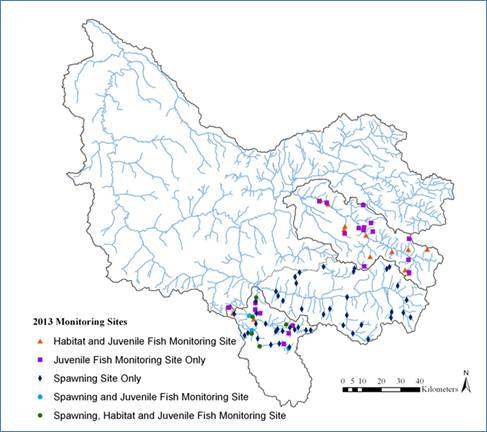 2013 Monitoring Sites
Habitat and Juvenile Fish Monitoring Site
Juvenile Fish Monitoring Site Only
Spawning Site Only
Spawning and Juvenile Fish Monitoring Site
Spawning, Habitat and Juvenile Fish Monitoring Site
0 5 10 20 30 40
Kilometers
N